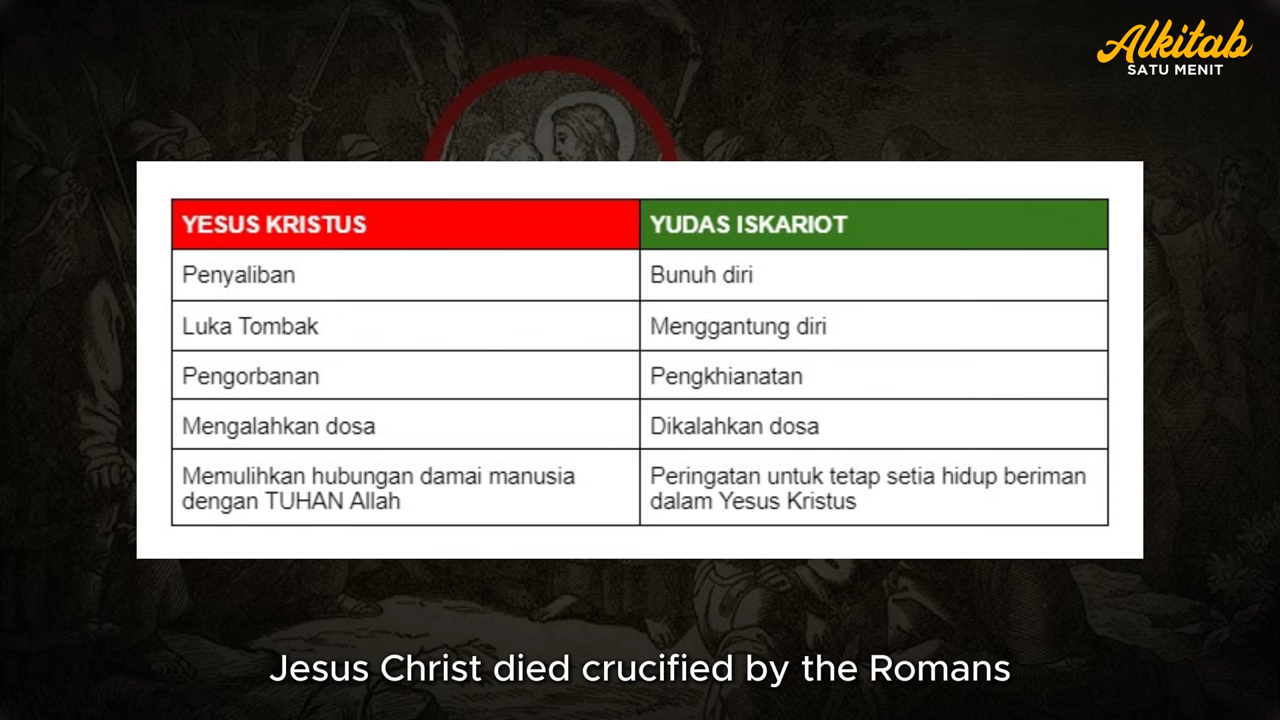 Alkitab
SATU MENIT
YESUS KRISTUS
YUDAS ISKARIOT
Penyaliban
Bunuh diri
Luka Tombak
Menggantung diri
Pengorbanan
Pengkhianatan
Mengalahkan dosa
Dikalahkan dosa
Memulihkan hubungan damai manusia
dengan TUHAN Allah
Peringatan untuk tetap setia hidup beriman
dalam Yesus Kristus
Jesus Christ died crucified by the Romans